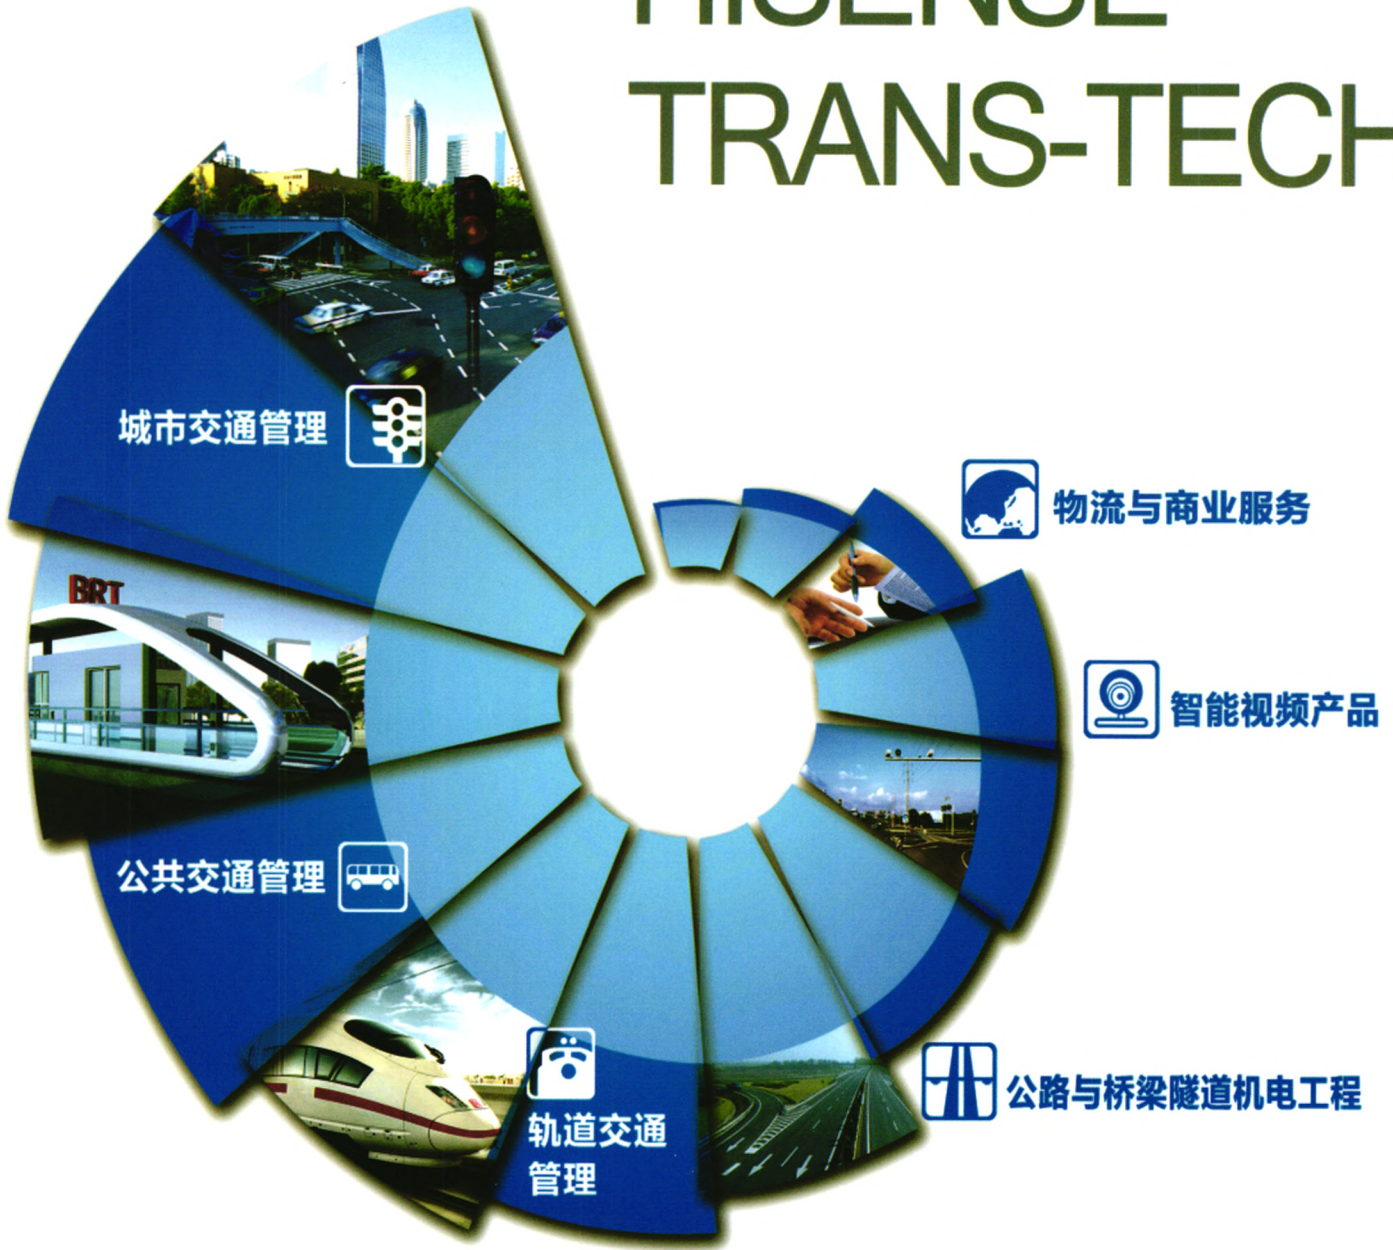 HISENSE
TRANS-TECH
城市交通管理
物流与商业服务
BRT
智能视频产品
公共交通管理
公路与桥梁隧道机电工程
轨道交通
管理